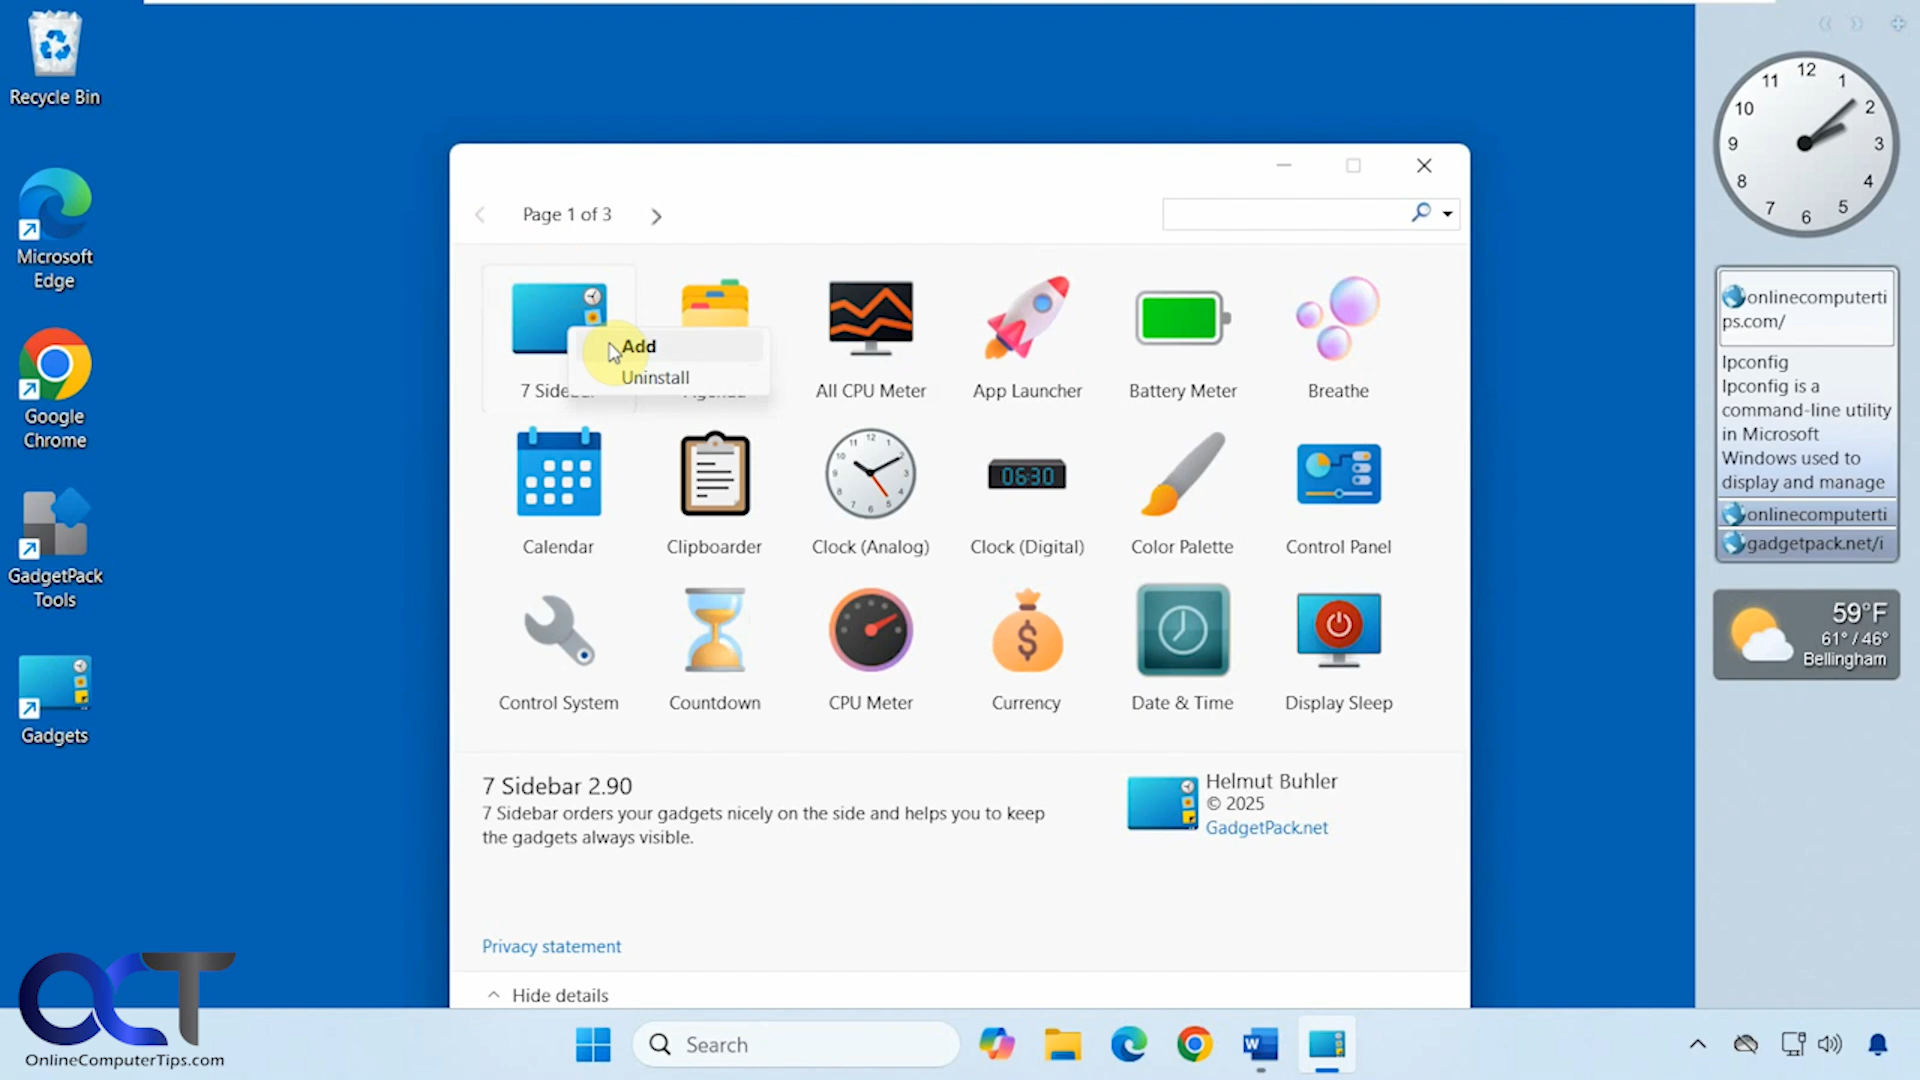 Recycle Bin
Microsoft
Edge
Google
Chrome
GadgetPack
Tools
Gadgets
OCT
OnlineComputerTips.com
Page 1 of 3
Add
Uninstall
7 Sideb
All CPU Meter
App Launcher
Battery Meter
Breathe
Calendar
Clipboarder
Clock (Analog)
06:30
Clock (Digital)
Color Palette
Control Panel
Control System
Countdown
CPU Meter
$
Currency
Date & Time
Display Sleep
7 Sidebar 2.90
7 Sidebar orders your gadgets nicely on the side and helps you to keep
the gadgets always visible.
Helmut Buhler
© 2025
GadgetPack.net
Privacy statement
Hide details
12
1
2
3
4
5
6
7
8
9
10
11
onlinecomputerti
ps.com/
Ipconfig
Ipconfig is a
command-line utility
in Microsoft
Windows used to
display and manage
onlinecomputerti
gadgetpack.net/i
59°F
61° / 46°
Bellingham
Search
W